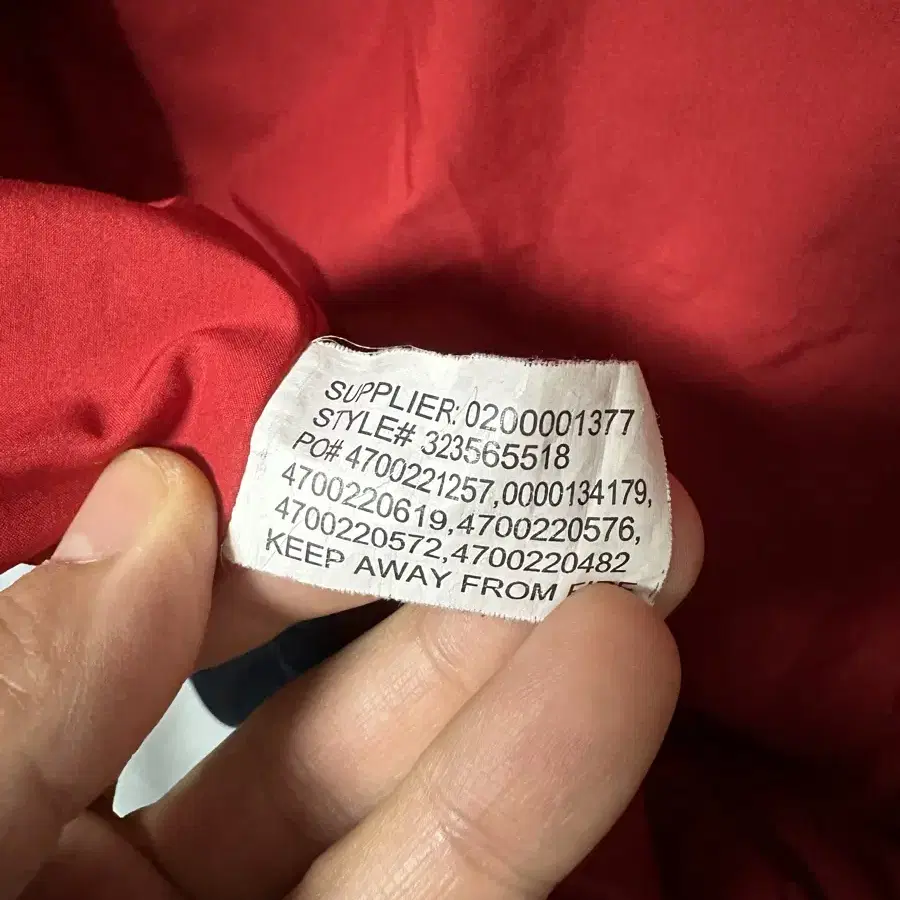 SUPPLIER: 0200001377
STYLE# 323565518
PO# 4700221257,0000134179,
4700220619,4700220576,
4700220572,4700220482
KEEP AWAY FROM